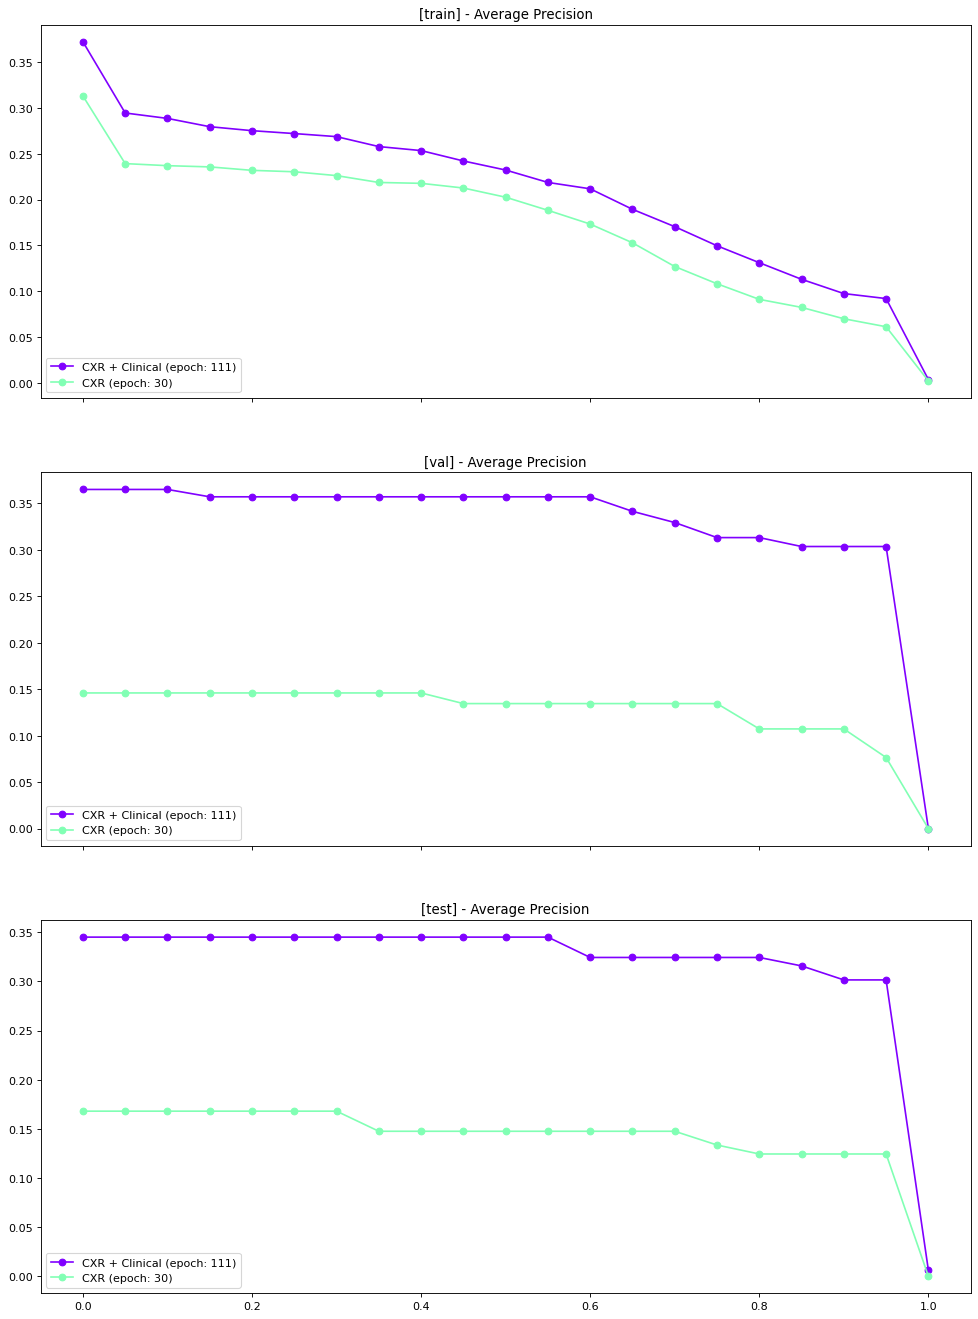 [train] - Average Precision
0.35
0.30
0.25
0.20
0.15
0.10
0.05
0.00
CXR + Clinical (epoch: 111)
CXR (epoch: 30)
[val] - Average Precision
0.35
0.30
0.25
0.20
0.15
0.10
0.05
0.00
CXR + Clinical (epoch: 111)
CXR (epoch: 30)
[test] - Average Precision
0.35
0.30
0.25
0.20
0.15
0.10
0.05
0.00
CXR + Clinical (epoch: 111)
CXR (epoch: 30)
0.0 0.2 0.4 0.6 0.8 1.0